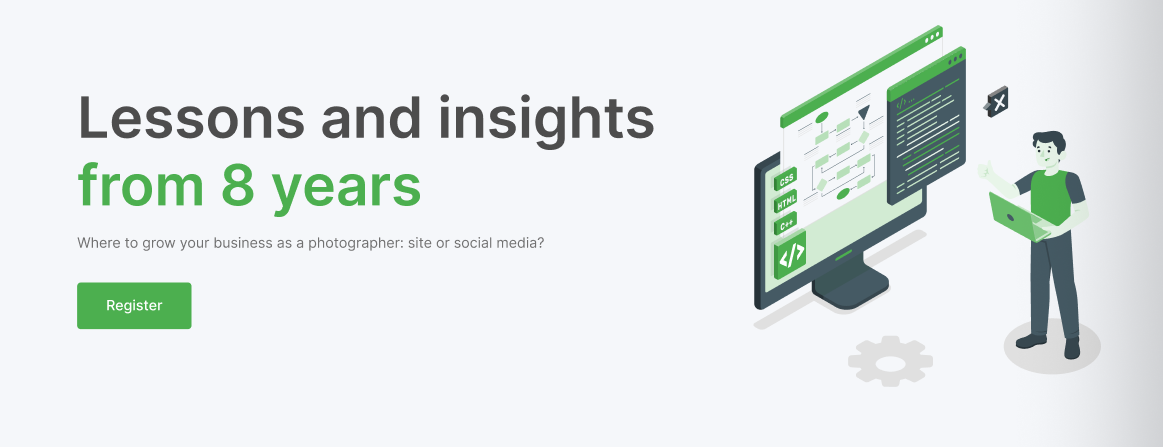 Lessons and insights
from 8 years
Where to grow your business as a photographer: site or social media?
Register
CSS
HTML
C++
</>
</>